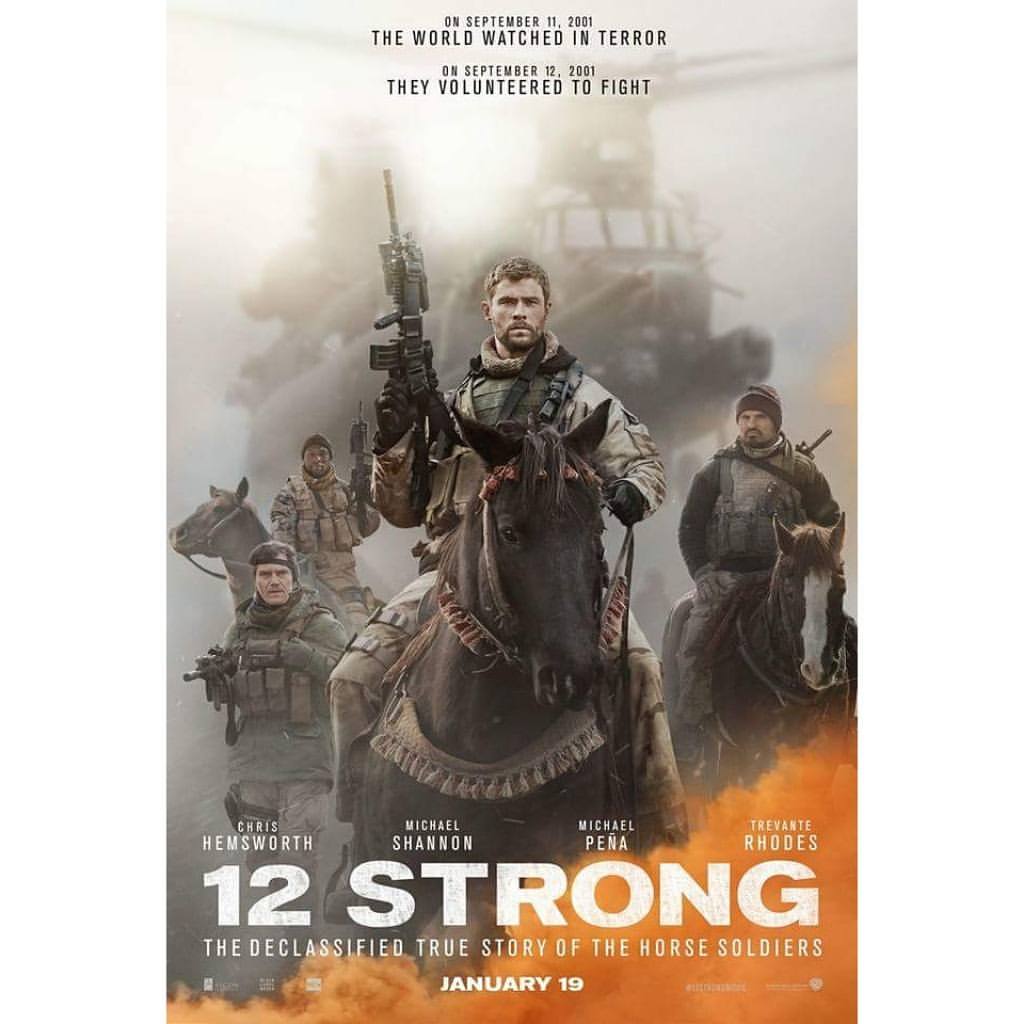 ON SEPTEMBER 11, 2001
THE WORLD WATCHED IN TERROR
ON SEPTEMBER 12, 2001
THEY VOLUNTEERED TO FIGHT
CHRIS MICHAEL MICHAEL TREVANTE
HEMSWORTH SHANNON PEÑA RHODES
12 STRONG
THE DECLASSIFIED TRUE STORY OF THE HORSE SOLDIERS
JANUARY 19